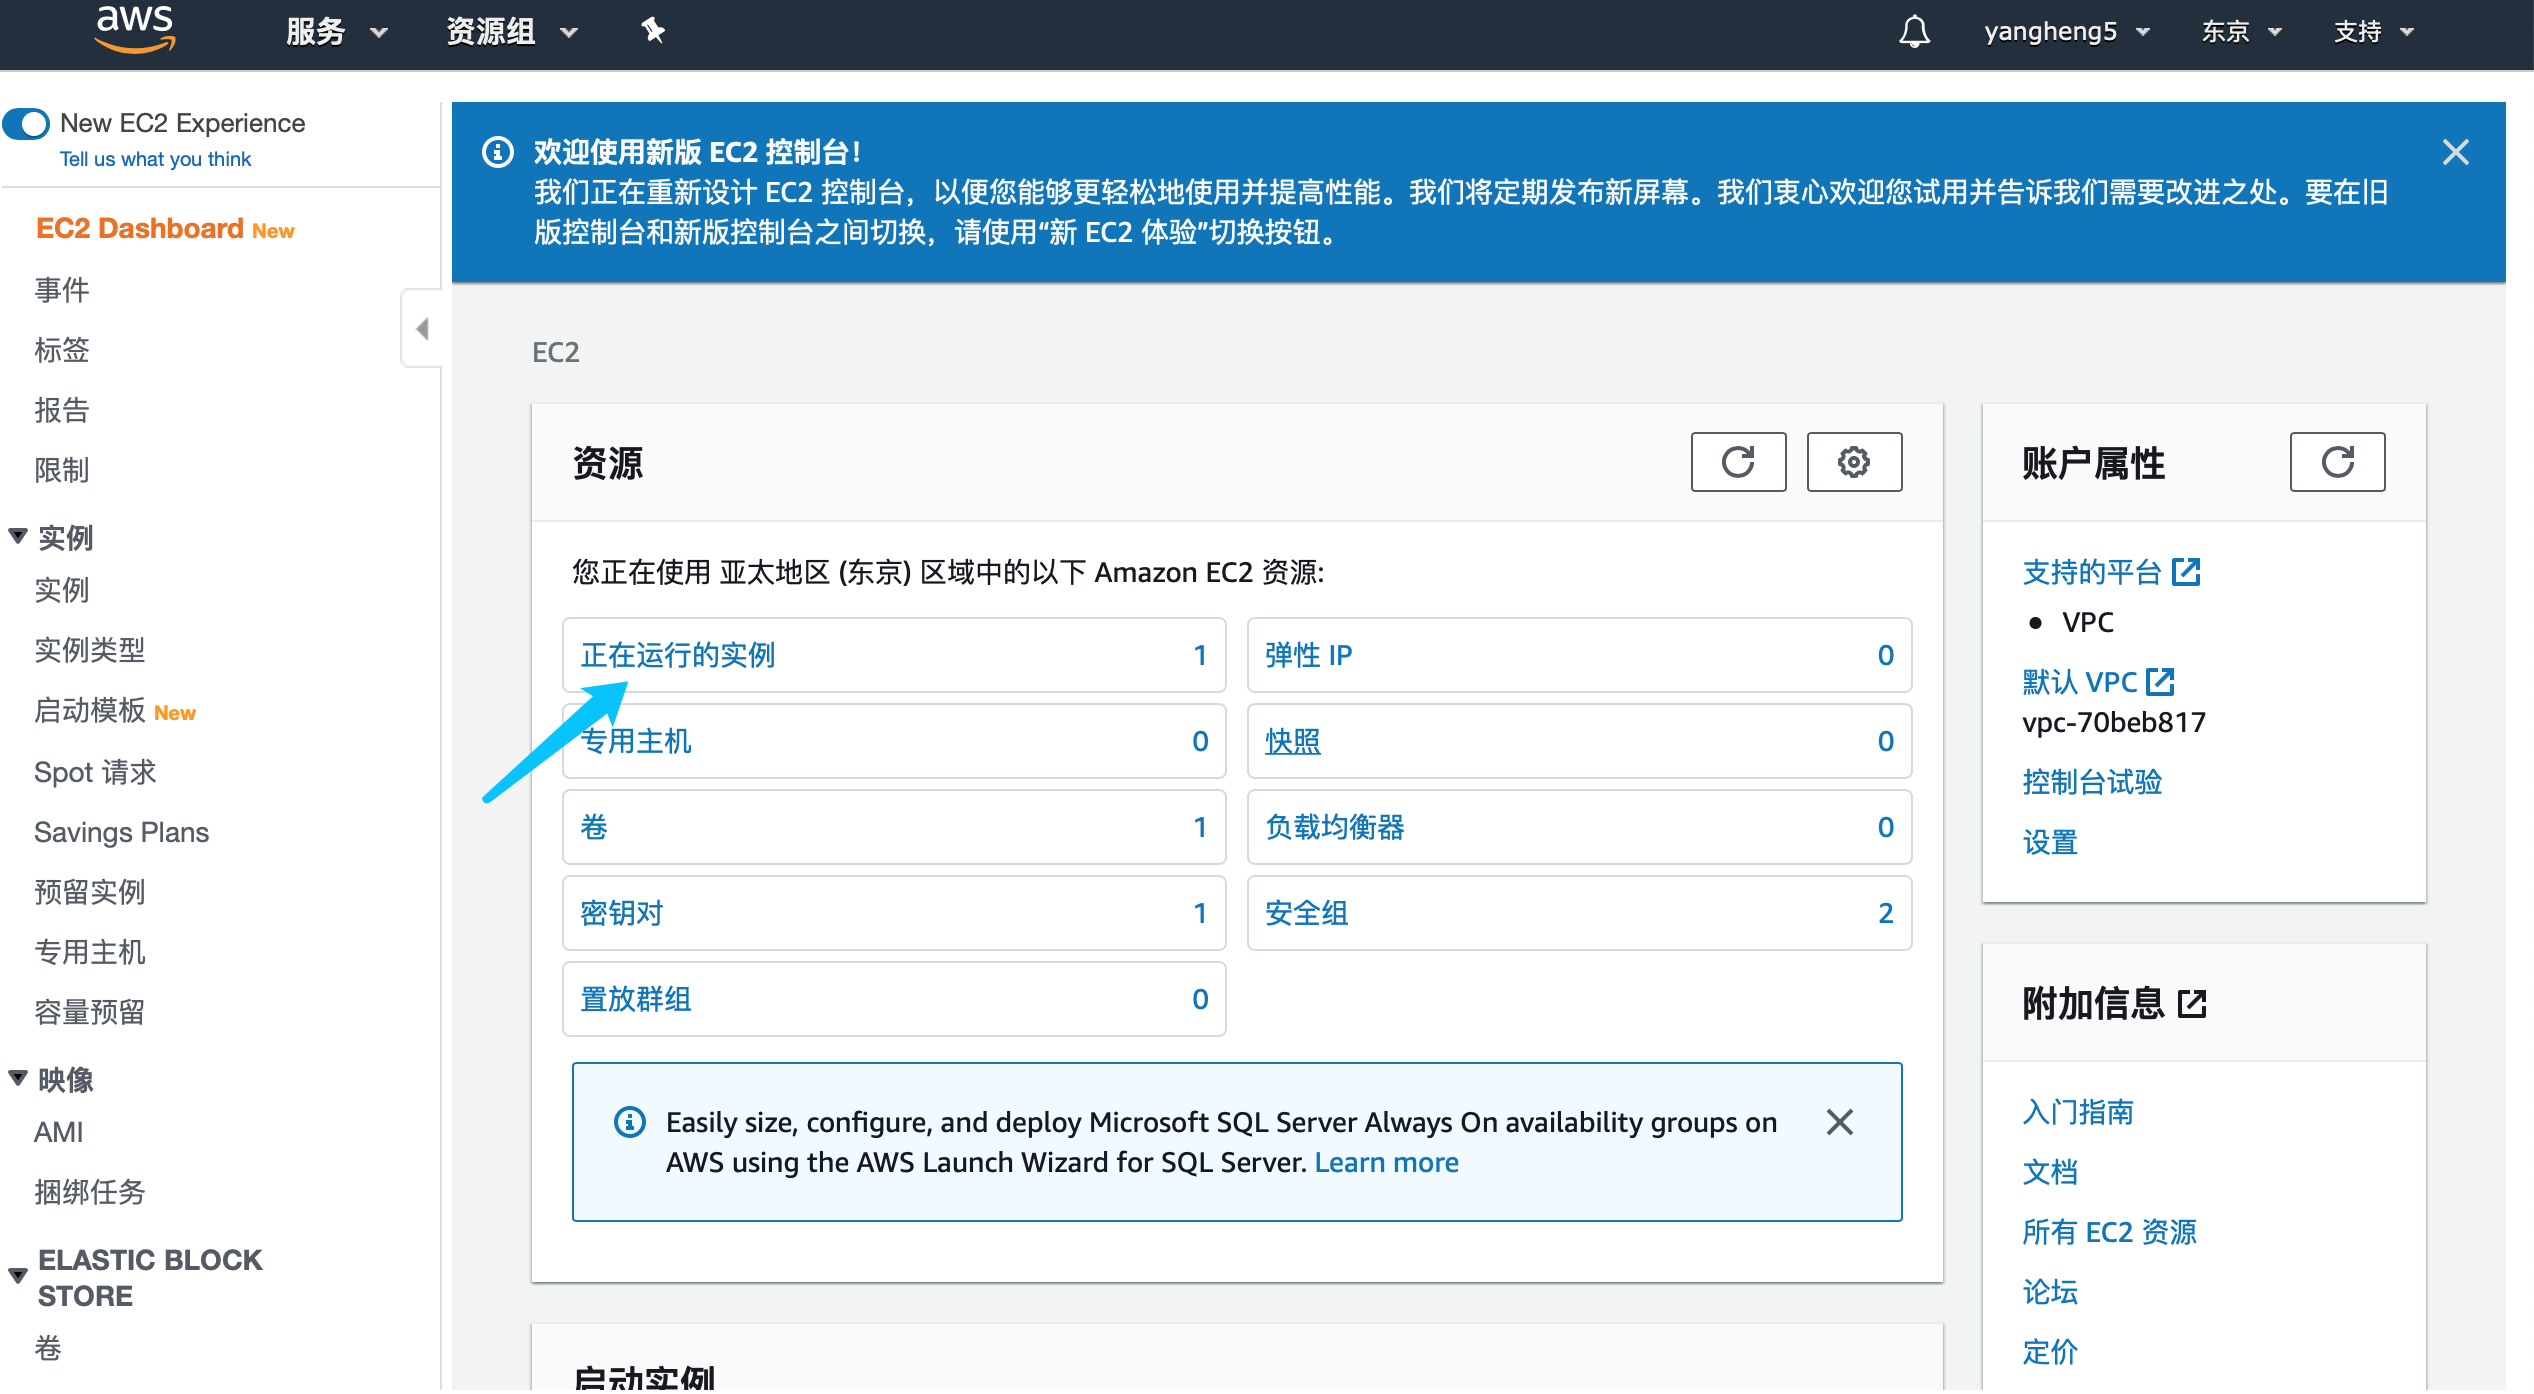 aws 服务 资源组 yangheng5 东京 支持
New EC2 Experience
Tell us what you think
EC2 Dashboard New
事件
标签
报告
限制
实例
实例
实例类型
启动模板 New
Spot 请求
Savings Plans
预留实例
专用主机
容量预留
映像
AMI
捆绑任务
ELASTIC BLOCK
STORE
卷
欢迎使用新版 EC2 控制台！
我们正在重新设计 EC2 控制台，以便您能够更轻松地使用并提高性能。我们将定期发布新屏幕。我们衷心欢迎您试用并告诉我们需要改进之处。要在旧
版控制台和新版控制台之间切换，请使用“新 EC2 体验”切换按钮。
EC2
资源
您正在使用 亚太地区 (东京) 区域中的以下 Amazon EC2 资源:
正在运行的实例 1
弹性 IP 0
专用主机 0
快照 0
卷 1
负载均衡器 0
密钥对 1
安全组 2
置放群组 0
Easily size, configure, and deploy Microsoft SQL Server Always On availability groups on
AWS using the AWS Launch Wizard for SQL Server. Learn more
启动实例
账户属性
支持的平台
• VPC
默认 VPC
vpc-70beb817
控制台试验
设置
附加信息
入门指南
文档
所有 EC2 资源
论坛
定价